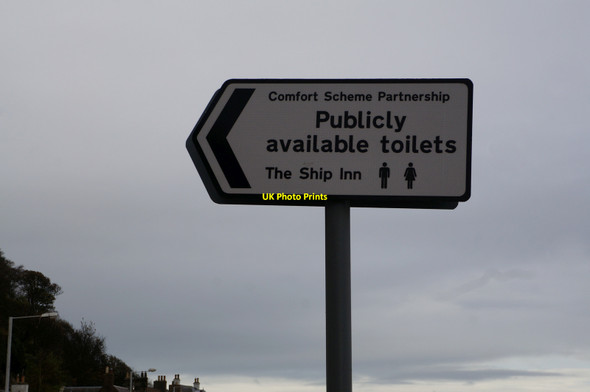 Comfort Scheme Partnership
Publicly
available toilets
The Ship Inn
UK Photo Prints